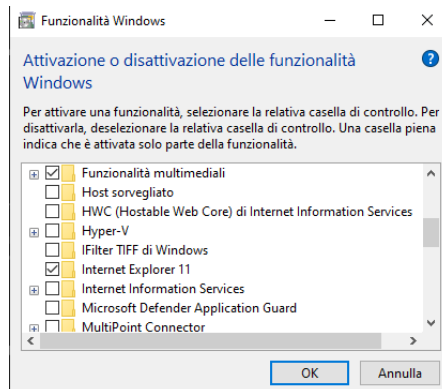 Funzionalità Windows
Attivazione o disattivazione delle funzionalità
Windows
Per attivare una funzionalità, selezionare la relativa casella di controllo. Per
disattivarla, deselezionare la relativa casella di controllo. Una casella piena
indica che è attivata solo parte della funzionalità.
Funzionalità multimediali
Host sorvegliato
HWC (Hostable Web Core) di Internet Information Services
Hyper-V
IFilter TIFF di Windows
Internet Explorer 11
Internet Information Services
Microsoft Defender Application Guard
MultiPoint Connector
OK Annulla